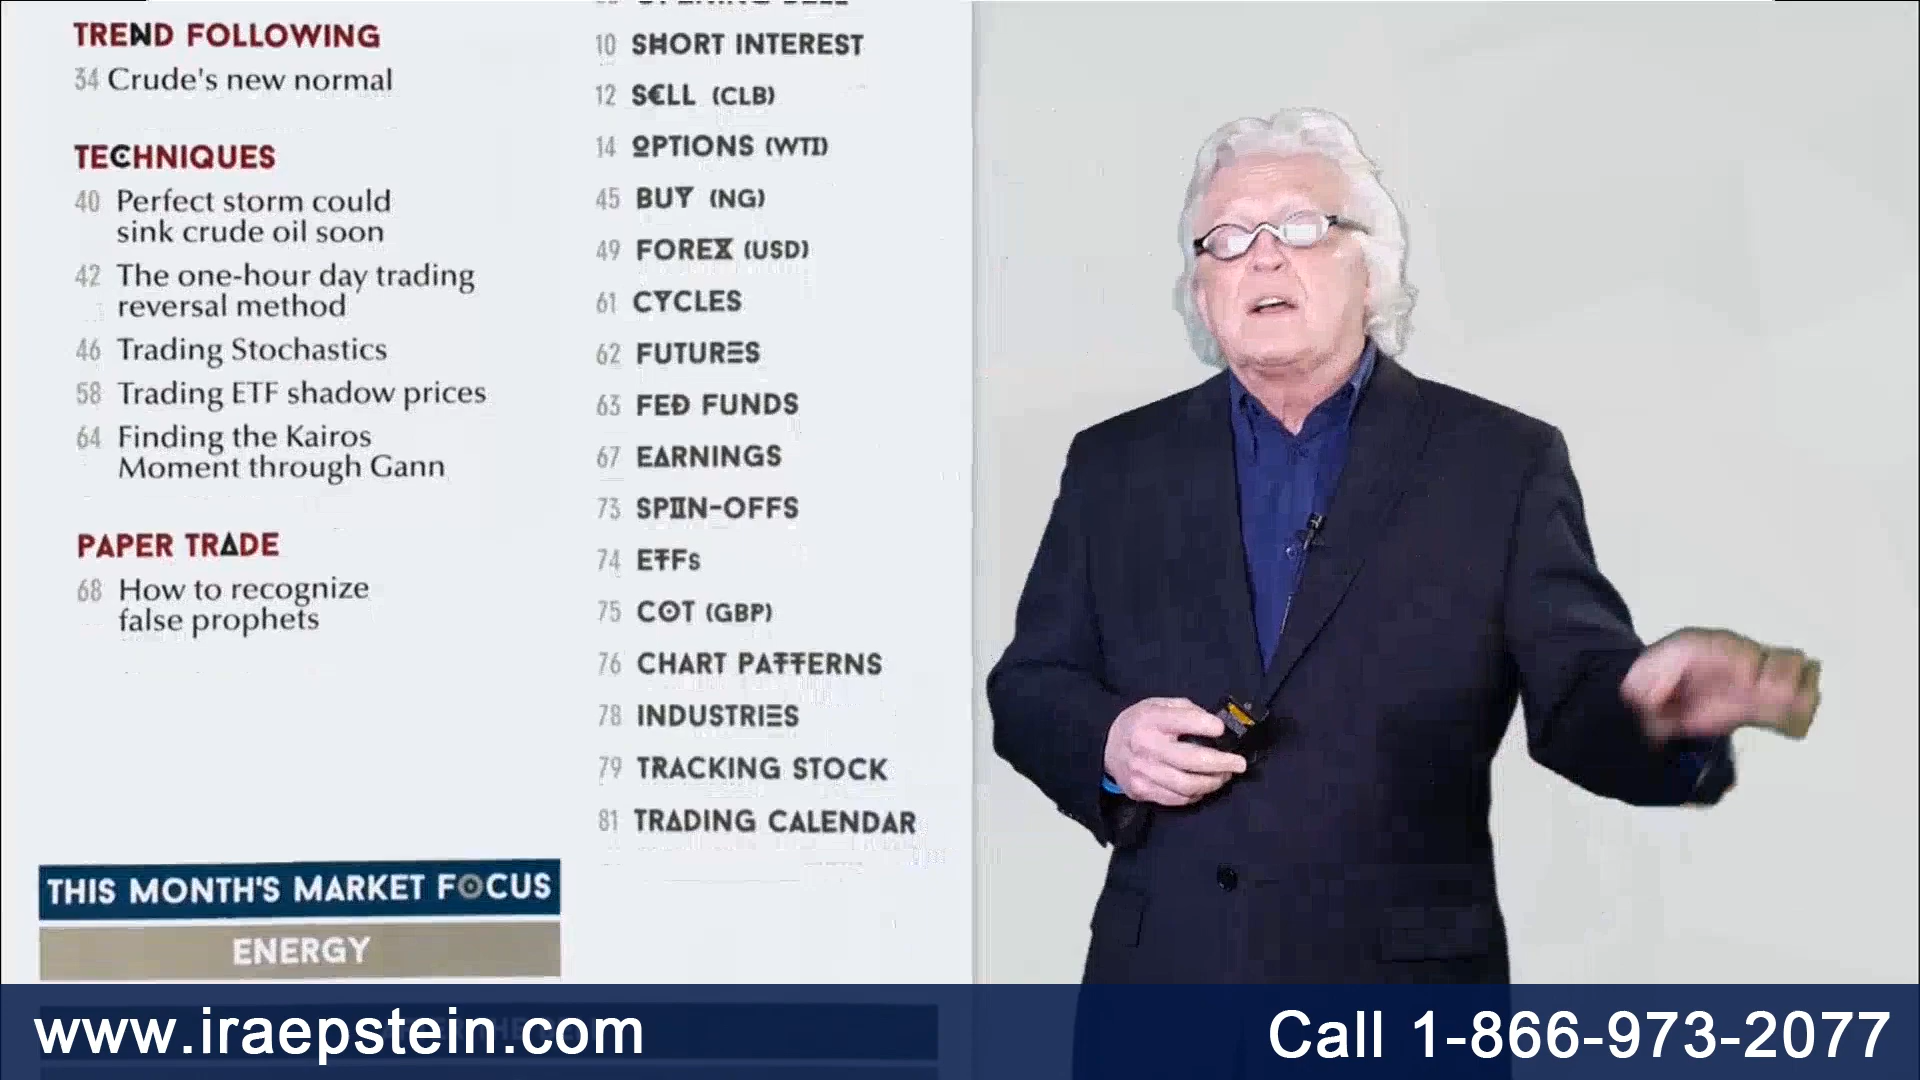 TREND FOLLOWING
34 Crude's new normal
TECHNIQUES
40 Perfect storm could
sink crude oil soon
42 The one-hour day trading
reversal method
46 Trading Stochastics
58 Trading ETF shadow prices
64 Finding the Kairos
Moment through Gann
PAPER TRADE
68 How to recognize
false prophets
THIS MONTH'S MARKET FOCUS
ENERGY
10 SHORT INTEREST
12 S€LL (CLB)
14 OPTIONS (WTI)
45 BUY (NG)
49 FOREX (USD)
61 CYCLES
62 FUTURES
63 FED FUNDS
67 EARNINGS
73 SPIN-OFFS
74 ETFs
75 COT (GBP)
76 CHART PATTERNS
78 INDUSTRIES
79 TRACKING STOCK
81 TRADING CALENDAR
www.iraepstein.com
Call 1-866-973-2077